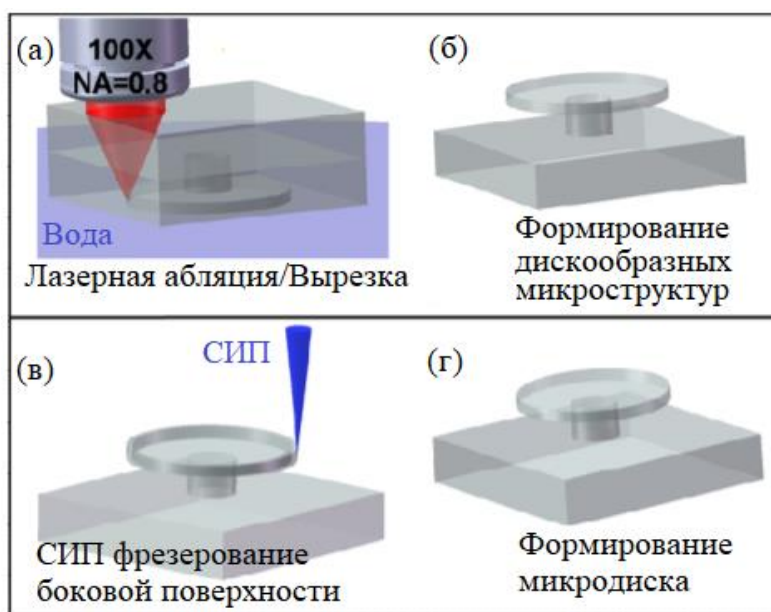 (а)
100X
NA=0.8
Вода
Лазерная абляция/Вырезка
(б)
Формирование
дискообразных
микроструктур
(в)
СИП
СИП фрезерование
боковой поверхности
(г)
Формирование
микродиска